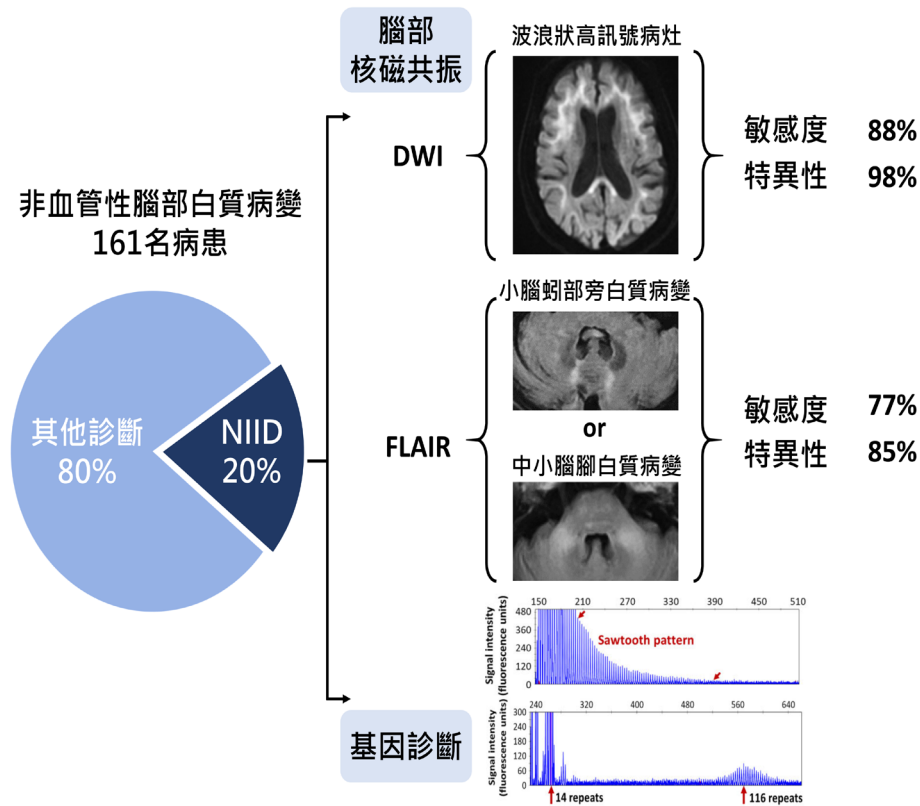 非血管性腦部白質病變
161名病患
其他診斷
80%
NIID
20%
腦部
核磁共振
DWI
波浪狀高訊號病灶
敏感度 88%
特異性 98%
FLAIR
小腦蚓部旁白質病變
or
中小腦腳白質病變
敏感度 77%
特異性 85%
基因診斷
150 210 270 330 390 450 510
Signal intensity
(fluorescence units)
480
360
240
120
0
Sawtooth pattern
240 320 400 480 560 640
Signal intensity
(fluorescence units)
300
240
180
120
60
0
14 repeats
116 repeats